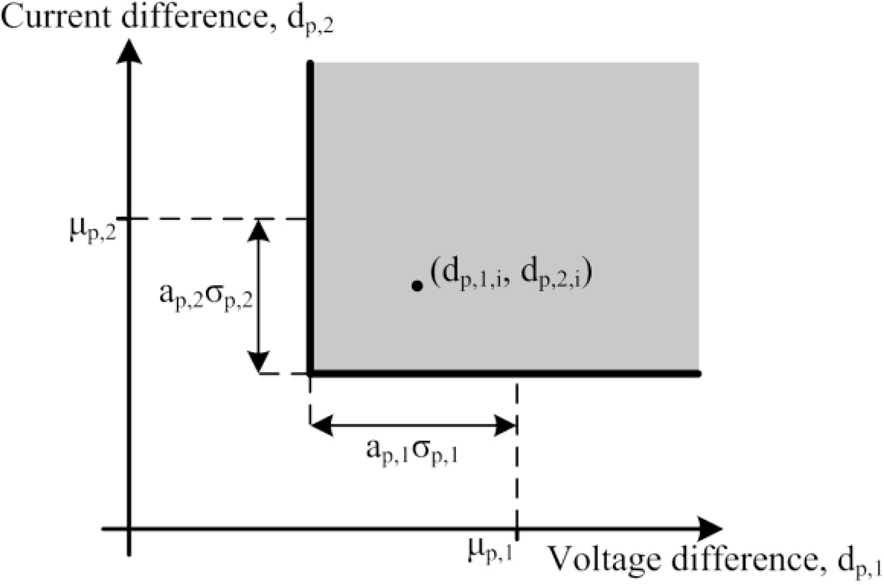 Current difference, dp,2
μp,2
(dp,1,i, dp,2,i)
ap,2σp,2
ap,1σp,1
μp,1
Voltage difference, dp,1